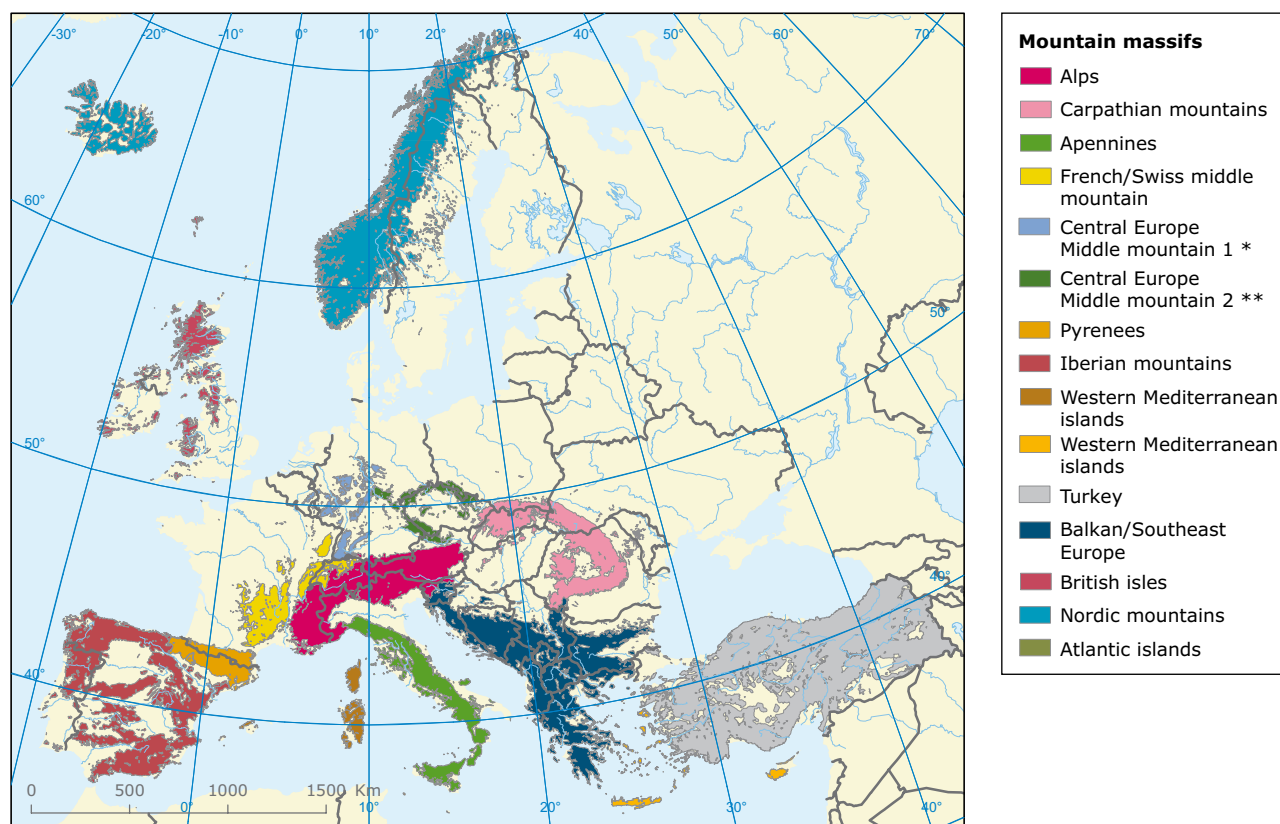 -30°
-20°
-10°
0°
10°
20°
30°
40°
50°
60°
70°
60°
50°
50°
40°
40°
0 500 1000 1500 Km
0°
10°
20°
30°
40°
Mountain massifs
Alps
Carpathian mountains
Apennines
French/Swiss middle
mountain
Central Europe
Middle mountain 1 *
Central Europe
Middle mountain 2 **
Pyrenees
Iberian mountains
Western Mediterranean
islands
Western Mediterranean
islands
Turkey
Balkan/Southeast
Europe
British isles
Nordic mountains
Atlantic islands